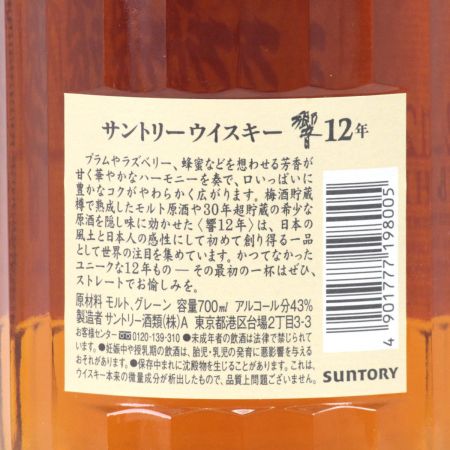 サントリーウイスキー 響12年
プラムやラズベリー、蜂蜜などを想わせる芳香が
甘く華やかなハーモニーを奏で、口いっぱいに
豊かなコクがやわらかく広がります。梅酒貯蔵
樽で熟成したモルト原酒や30年超貯蔵の希少な
原酒を隠し味に効かせた〈響12年〉は、日本の
風土と日本人の感性にして初めて創り得る一品
として世界の注目を集めています。かつてなかった
ユニークな12年もの ― その最初の一杯はぜひ、
ストレートでお愉しみを。
原材料 モルト、グレーン 容量700㎖ アルコール分43%
製造者 サントリー酒類(株)A 東京都港区台場2丁目3-3
お客様センター 0120-139-310 ●未成年者の飲酒は法律で禁じられて
います。●妊娠中や授乳期の飲酒は、胎児・乳児の発育に悪影響を与える
おそれがあります。●保存中まれに沈殿物を生じることがあります。これは、
ウイスキー本来の微量成分が析出したもので、品質上問題ございません。
SUNTORY
4901777198005